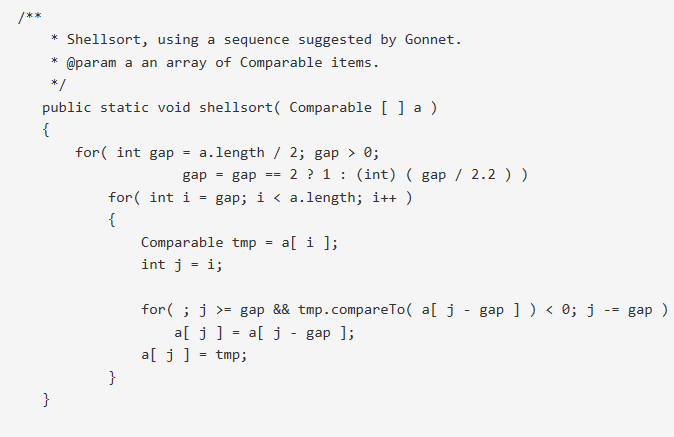 /**
     * Shellsort, using a sequence suggested by Gonnet.
     * @param a an array of Comparable items.
     */
    public static void shellsort( Comparable [ ] a )
    {
        for( int gap = a.length / 2; gap > 0;
                     gap = gap == 2 ? 1 : (int) ( gap / 2.2 ) )
            for( int i = gap; i < a.length; i++ )
            {
                Comparable tmp = a[ i ];
                int j = i;

                for( ; j >= gap && tmp.compareTo( a[ j - gap ] ) < 0; j -= gap )
                    a[ j ] = a[ j - gap ];
                a[ j ] = tmp;
            }
    }